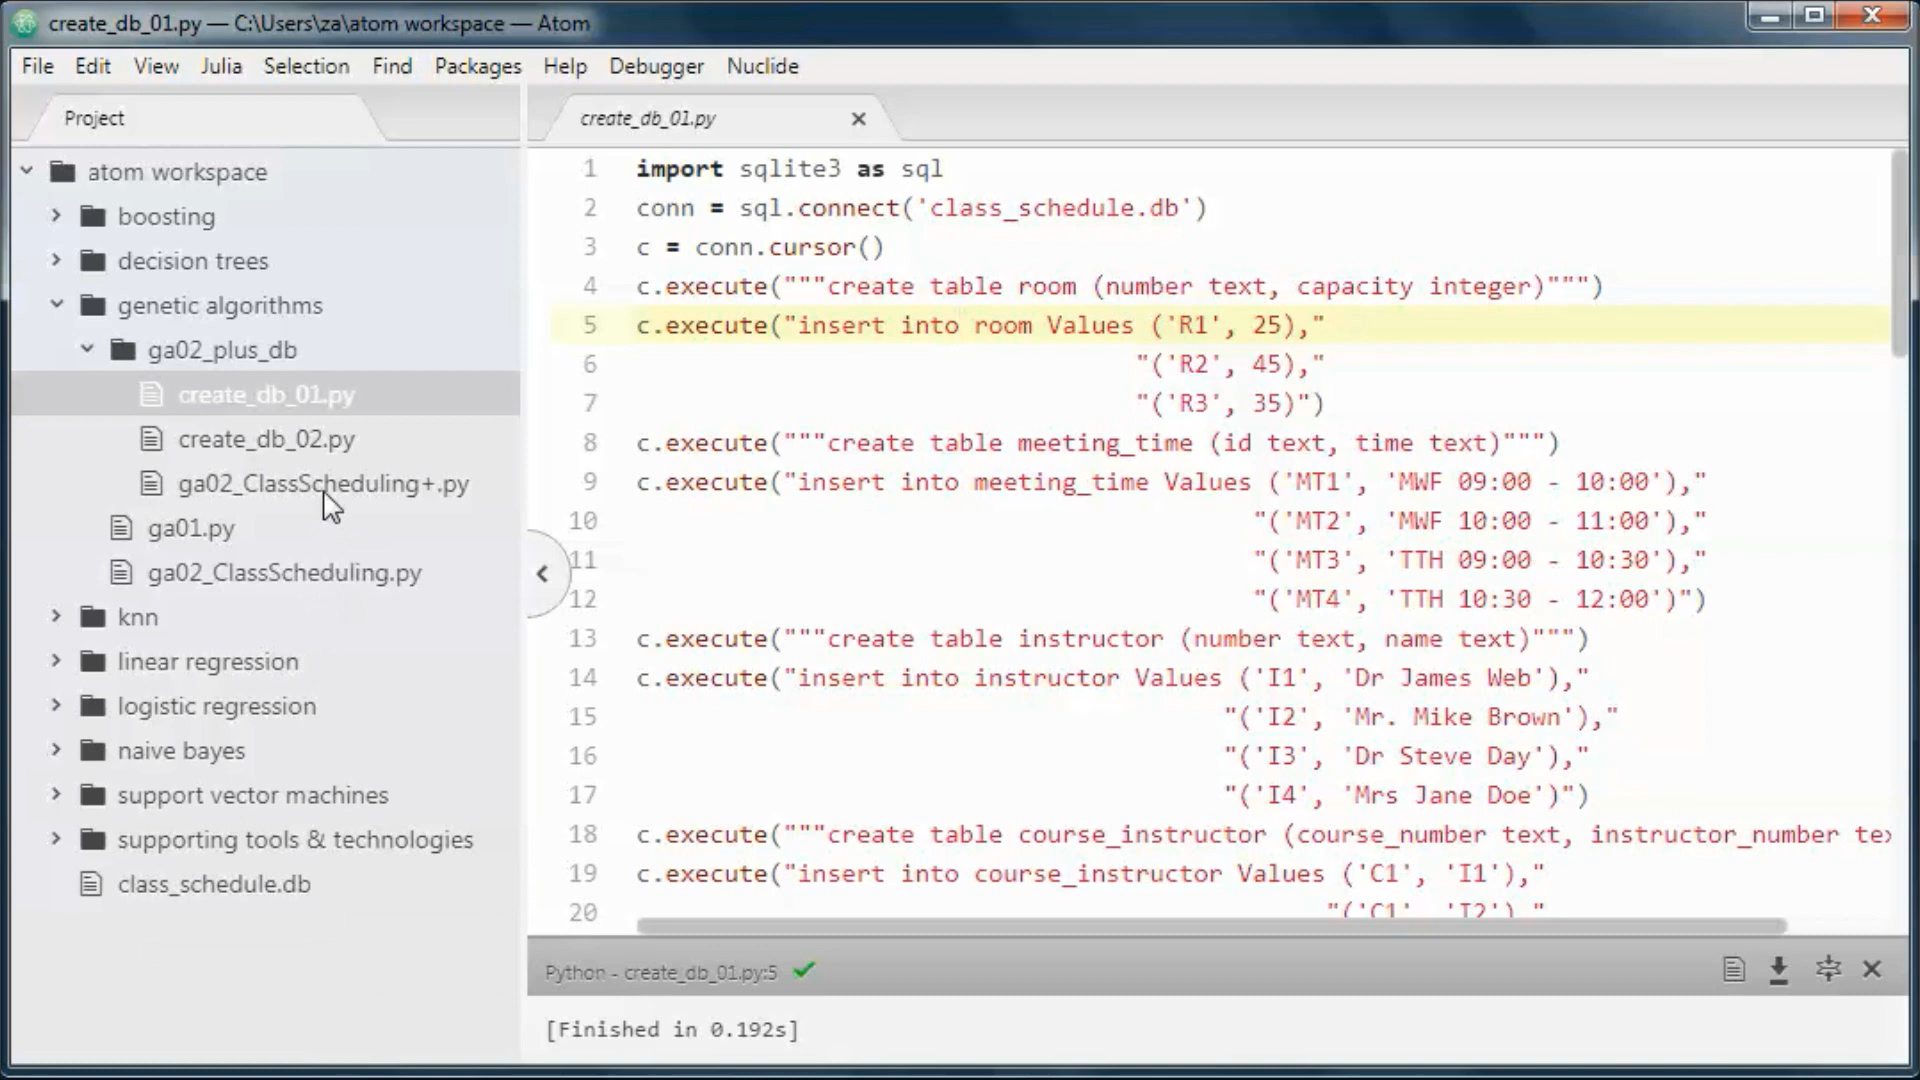 create_db_01.py — C:\Users\za\atom workspace — Atom
File Edit View Julia Selection Find Packages Help Debugger Nuclide
Project
atom workspace
boosting
decision trees
genetic algorithms
ga02_plus_db
create_db_01.py
create_db_02.py
ga02_ClassScheduling+.py
ga01.py
ga02_ClassScheduling.py
knn
linear regression
logistic regression
naive bayes
support vector machines
supporting tools & technologies
class_schedule.db
create_db_01.py
1 import sqlite3 as sql
2 conn = sql.connect('class_schedule.db')
3 c = conn.cursor()
4 c.execute("""create table room (number text, capacity integer)""")
5 c.execute("insert into room Values ('R1', 25),"
6 "('R2', 45),"
7 "('R3', 35)")
8 c.execute("""create table meeting_time (id text, time text)""")
9 c.execute("insert into meeting_time Values ('MT1', 'MWF 09:00 - 10:00'),"
10 "('MT2', 'MWF 10:00 - 11:00'),"
11 "('MT3', 'TTH 09:00 - 10:30'),"
12 "('MT4', 'TTH 10:30 - 12:00')")
13 c.execute("""create table instructor (number text, name text)""")
14 c.execute("insert into instructor Values ('I1', 'Dr James Web'),"
15 "('I2', 'Mr. Mike Brown'),"
16 "('I3', 'Dr Steve Day'),"
17 "('I4', 'Mrs Jane Doe')")
18 c.execute("""create table course_instructor (course_number text, instructor_number te
19 c.execute("insert into course_instructor Values ('C1', 'I1'),"
20 "('C1', 'I2'),"
Python - create_db_01.py:5
[Finished in 0.192s]